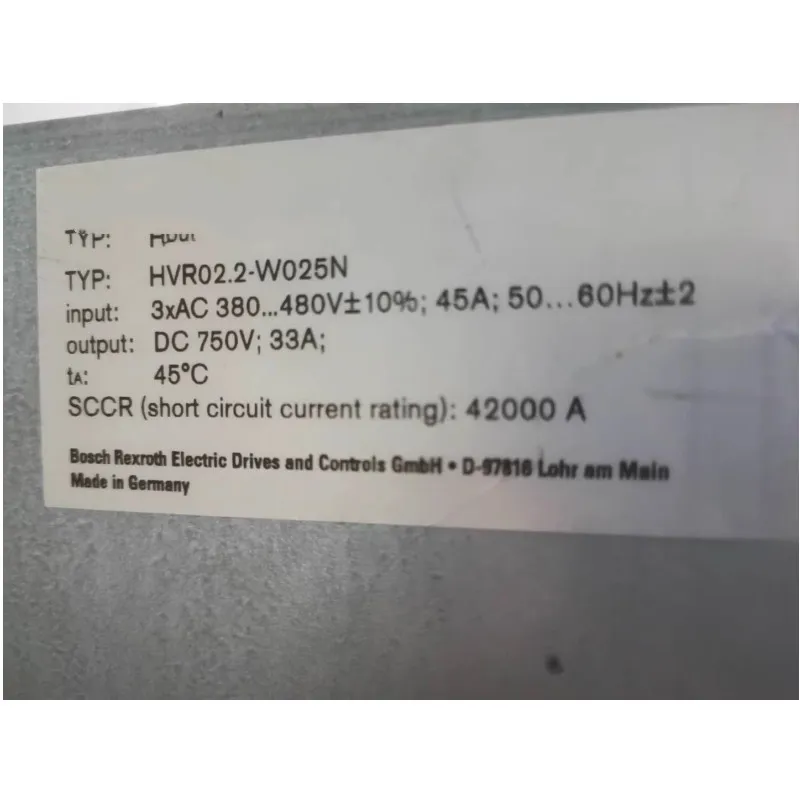 TYP:
TYP: HVR02.2-W025N
input: 3xAC 380...480V±10%; 45A; 50...60Hz±2
output: DC 750V; 33A;
tA: 45°C
SCCR (short circuit current rating): 42000 A
Bosch Rexroth Electric Drives and Controls GmbH • D-97816 Lohr am Main
Made in Germany